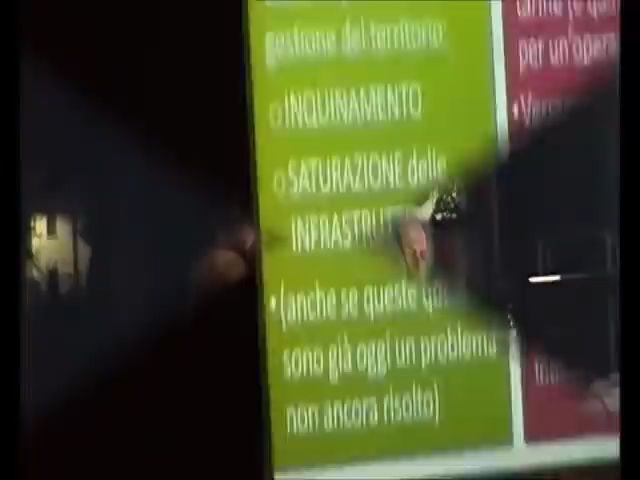 gestione del territorio:
o INQUINAMENTO
o SATURAZIONE delle
• (anche se queste
sono già oggi un problema
non ancora risolto)
per un'opera